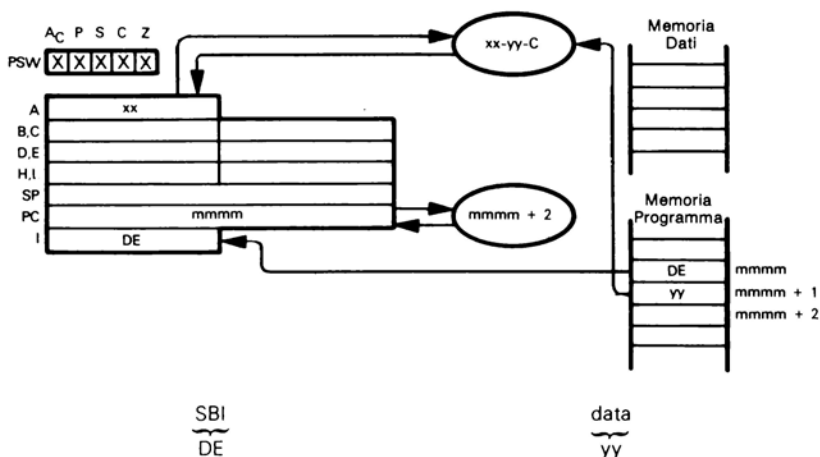 AC P S C Z
PSW X X X X X
A xx
B,C
D,E
H,I
SP
PC mmmm
I DE
xx-yy-C
mmmm + 2
Memoria
Dati
Memoria
Programma
DE mmmm
yy mmmm + 1
mmmm + 2
SBI data
DE yy